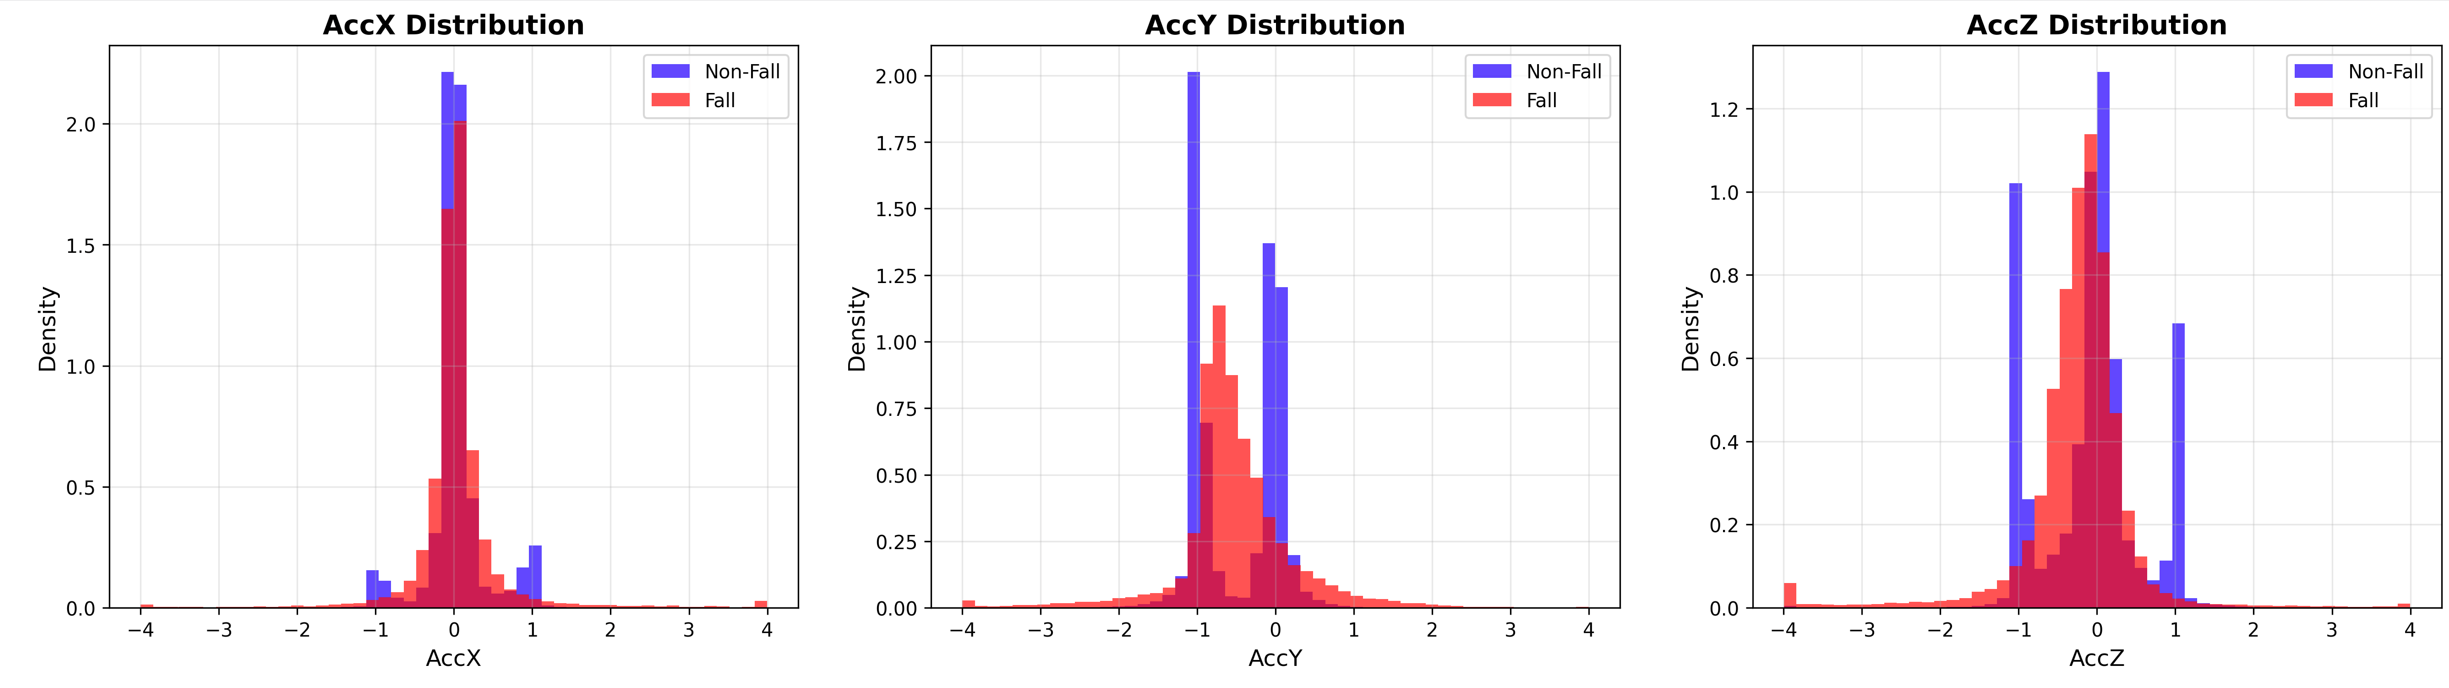 AccX Distribution
Non-Fall
Fall
2.0
1.5
1.0
0.5
0.0
Density
−4 −3 −2 −1 0 1 2 3 4
AccX
AccY Distribution
Non-Fall
Fall
2.00
1.75
1.50
1.25
1.00
0.75
0.50
0.25
0.00
Density
−4 −3 −2 −1 0 1 2 3 4
AccY
AccZ Distribution
Non-Fall
Fall
1.2
1.0
0.8
0.6
0.4
0.2
0.0
Density
−4 −3 −2 −1 0 1 2 3 4
AccZ